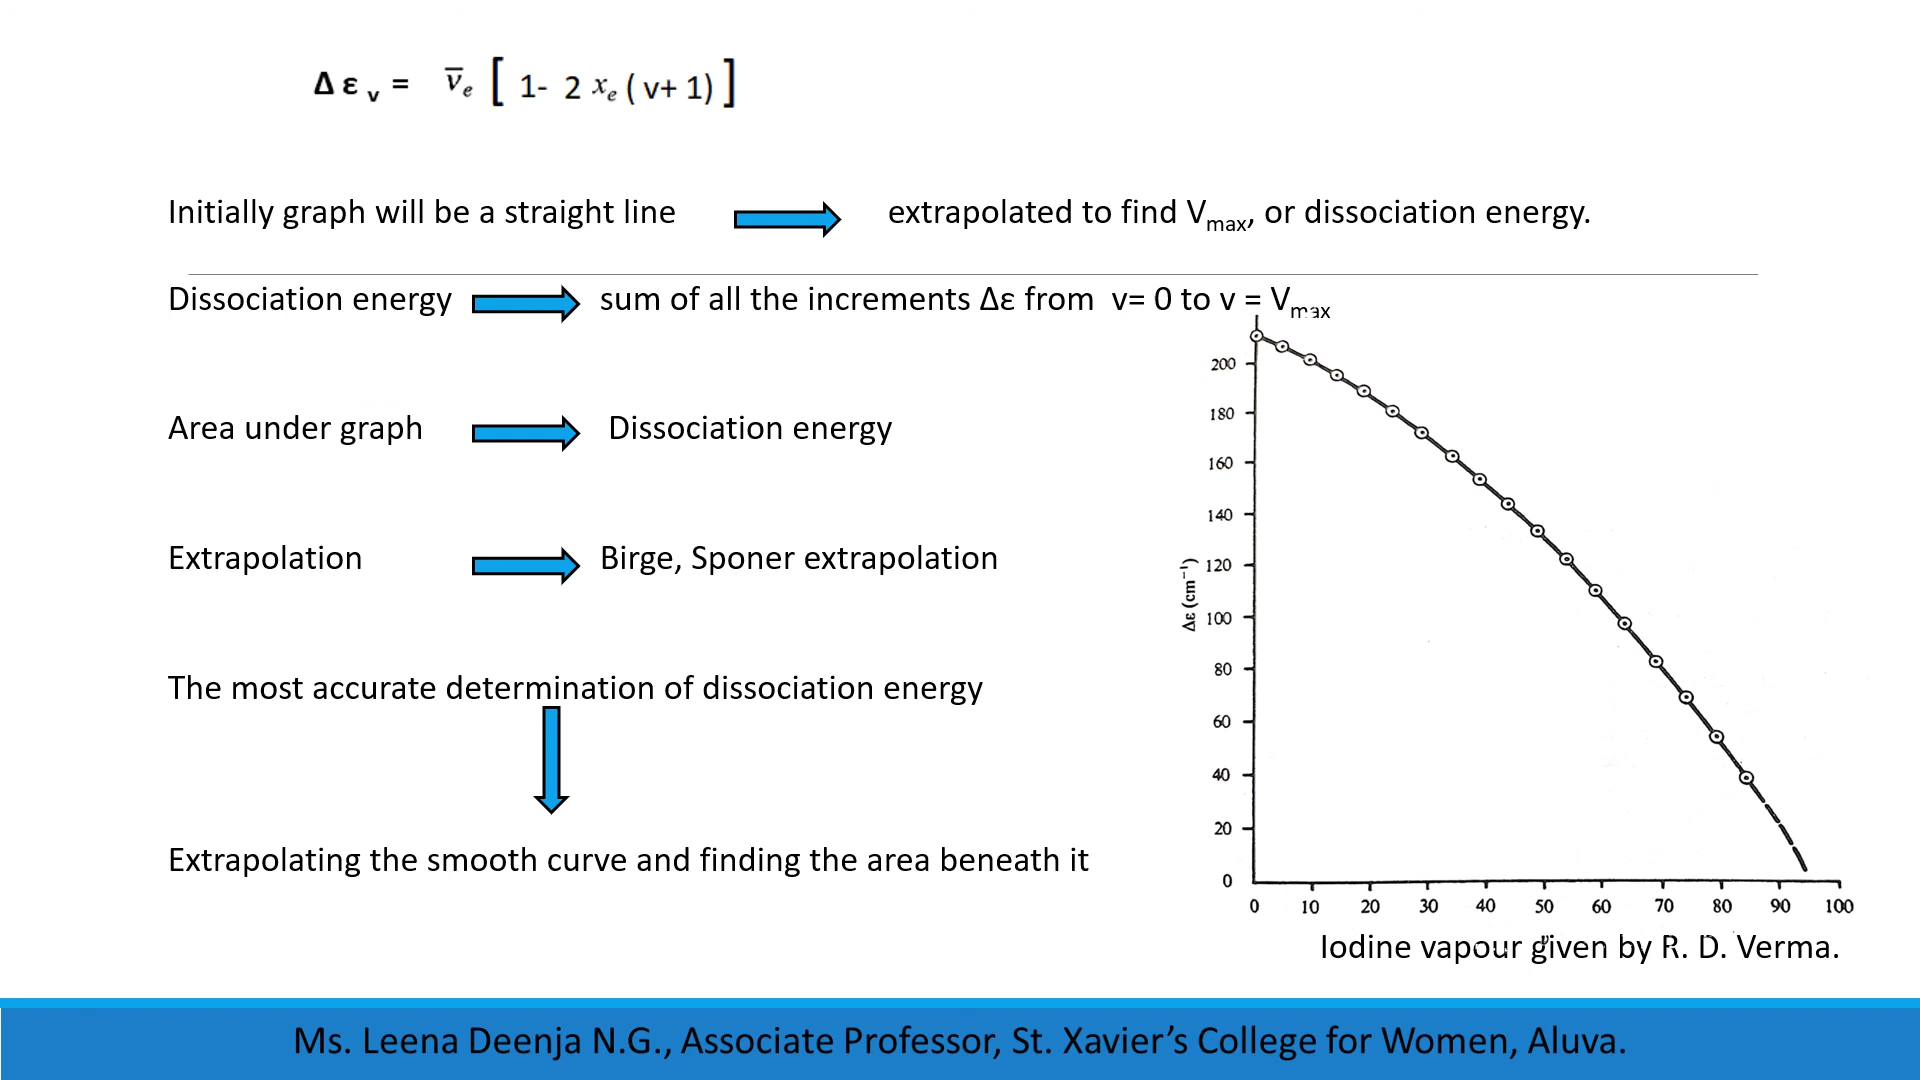 Δ ε v = ν̅e [ 1- 2 xe ( v+ 1) ]
Initially graph will be a straight line extrapolated to find Vmax, or dissociation energy.
Dissociation energy sum of all the increments Δε from v= 0 to v = Vmax
Area under graph Dissociation energy
Extrapolation Birge, Sponer extrapolation
The most accurate determination of dissociation energy
Extrapolating the smooth curve and finding the area beneath it
200
180
160
140
120
100
80
60
40
20
0
Δε (cm⁻¹)
0 10 20 30 40 50 60 70 80 90 100
Iodine vapour given by R. D. Verma.
Ms. Leena Deenja N.G., Associate Professor, St. Xavier’s College for Women, Aluva.